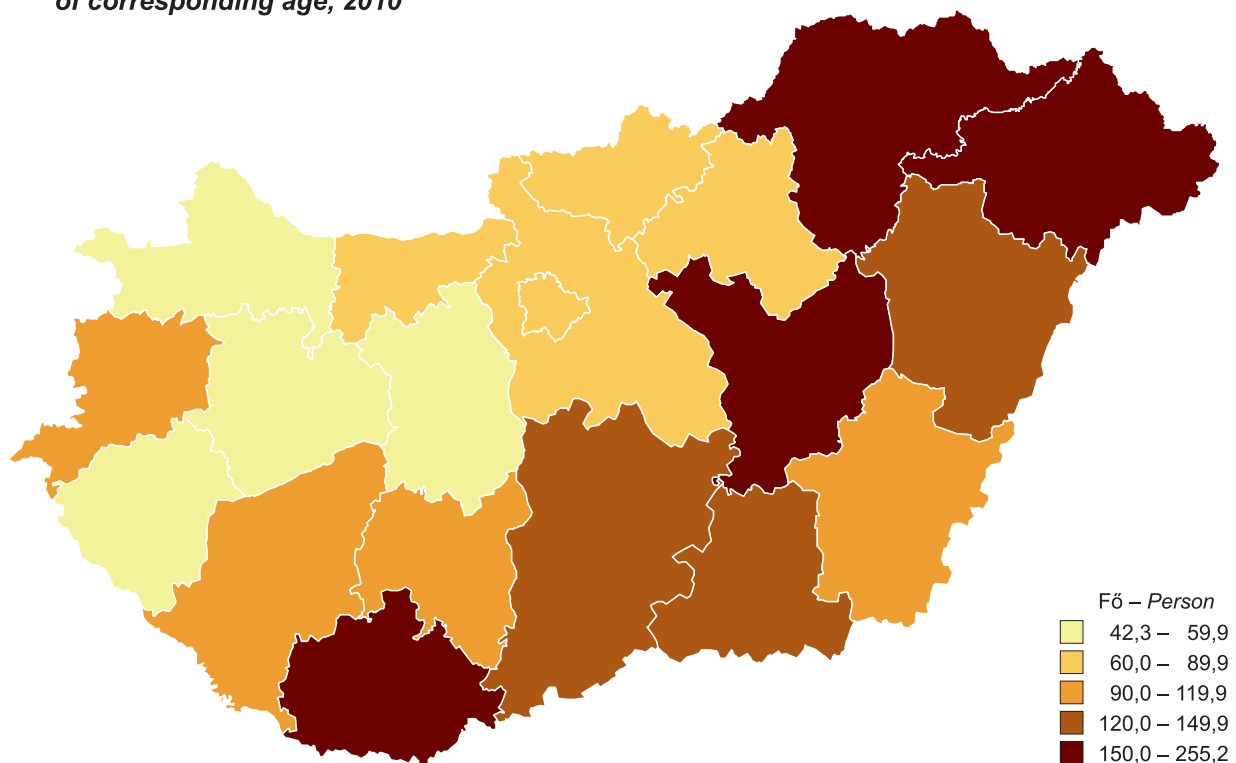 of corresponding age, 2010
Fő – Person
42,3 – 59,9
60,0 – 89,9
90,0 – 119,9
120,0 – 149,9
150,0 – 255,2